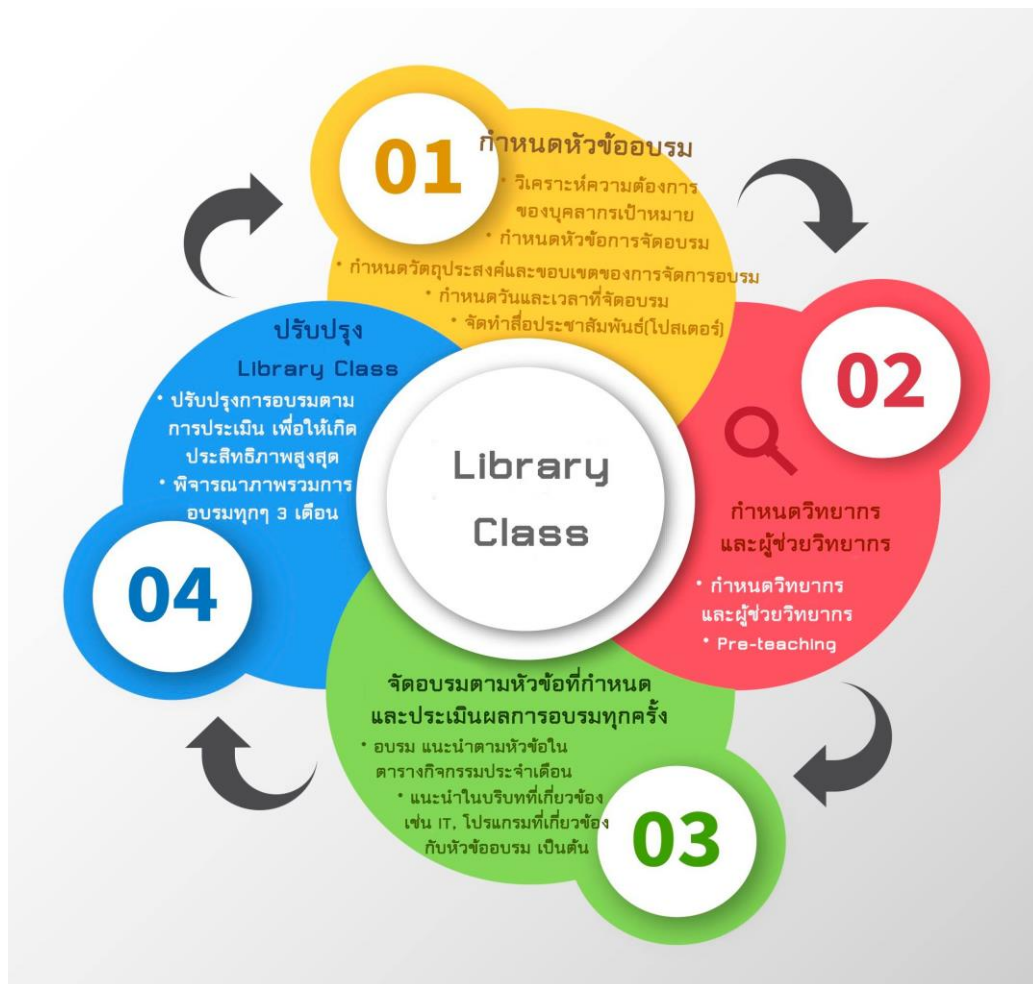 01
กำหนดหัวข้ออบรม
• วิเคราะห์ความต้องการ
ของบุคลากรเป้าหมาย
• กำหนดหัวข้อการจัดอบรม
• กำหนดวัตถุประสงค์และขอบเขตของการจัดการอบรม
• กำหนดวันและเวลาที่จัดอบรม
• จัดทำสื่อประชาสัมพันธ์(โปสเตอร์)
02
กำหนดวิทยากร
และผู้ช่วยวิทยากร
• กำหนดวิทยากร
และผู้ช่วยวิทยากร
• Pre-teaching
Library
Class
จัดอบรมตามหัวข้อที่กำหนด
และประเมินผลการอบรมทุกครั้ง
• อบรม แนะนำตามหัวข้อใน
ตารางกิจกรรมประจำเดือน
• แนะนำในบริบทที่เกี่ยวข้อง
เช่น IT, โปรแกรมที่เกี่ยวข้อง
กับหัวข้ออบรม เป็นต้น
03
ปรับปรุง
Library Class
• ปรับปรุงการอบรมตาม
การประเมิน เพื่อให้เกิด
ประสิทธิภาพสูงสุด
• พิจารณาภาพรวมการ
อบรมทุกๆ 3 เดือน
04